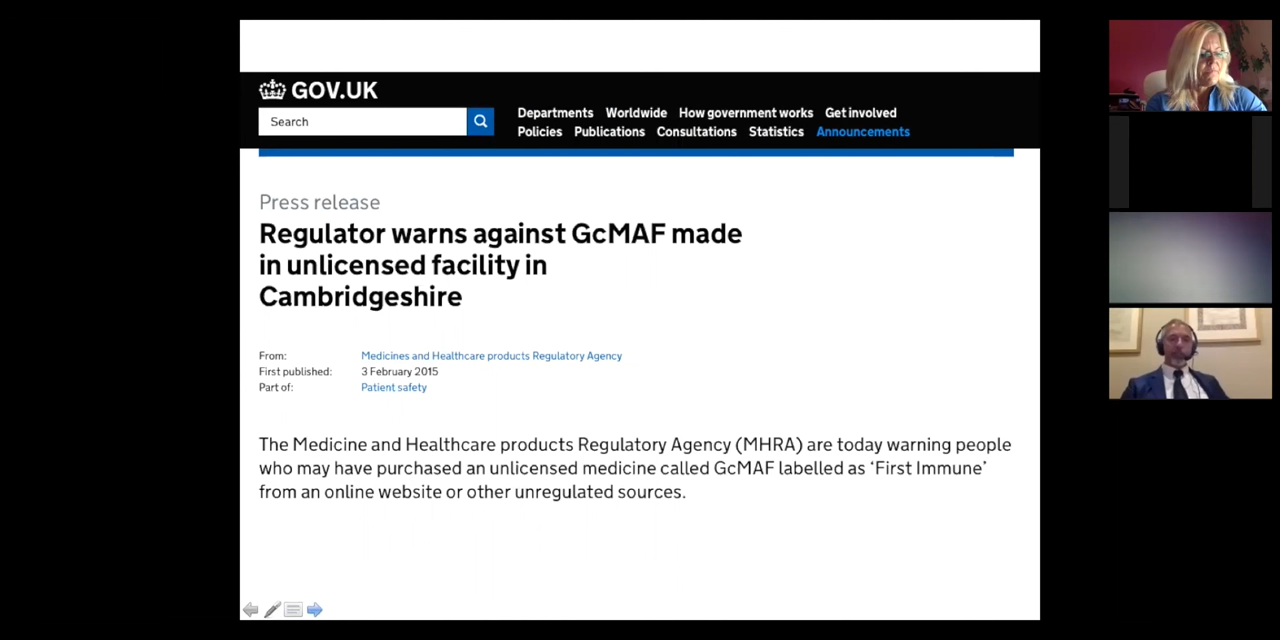 GOV.UK
Search
Departments Worldwide How government works Get involved
Policies Publications Consultations Statistics Announcements
Press release
Regulator warns against GcMAF made
in unlicensed facility in
Cambridgeshire
From: Medicines and Healthcare products Regulatory Agency
First published: 3 February 2015
Part of: Patient safety
The Medicine and Healthcare products Regulatory Agency (MHRA) are today warning people
who may have purchased an unlicensed medicine called GcMAF labelled as ‘First Immune’
from an online website or other unregulated sources.